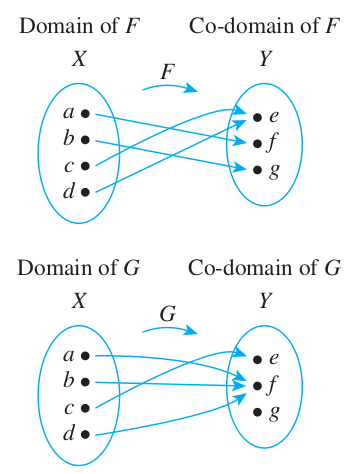 Domain of F Co-domain of F
X Y
F
a e
b f
c g
d
Domain of G Co-domain of G
X Y
G
a e
b f
c g
d